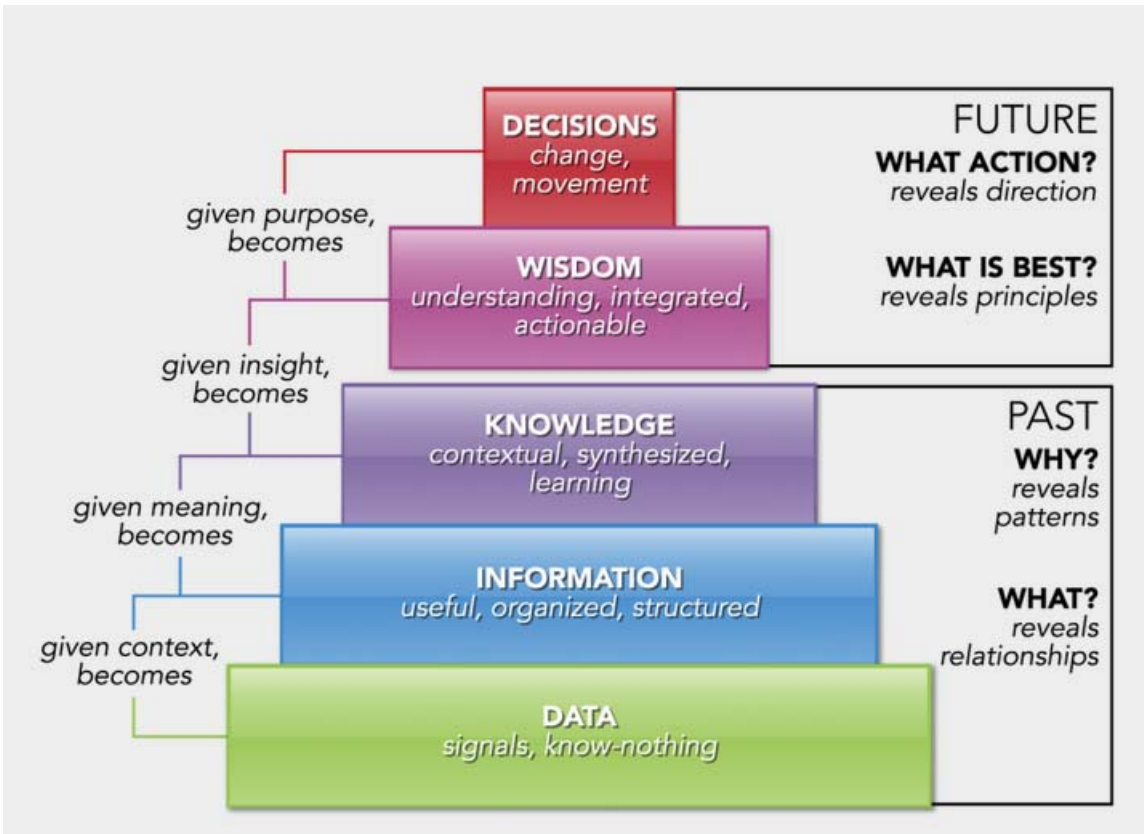 DECISIONS
change,
movement
FUTURE
WHAT ACTION?
reveals direction
given purpose,
becomes
WISDOM
understanding, integrated,
actionable
WHAT IS BEST?
reveals principles
given insight,
becomes
KNOWLEDGE
contextual, synthesized,
learning
PAST
WHY?
reveals
patterns
given meaning,
becomes
INFORMATION
useful, organized, structured
WHAT?
reveals
relationships
given context,
becomes
DATA
signals, know-nothing